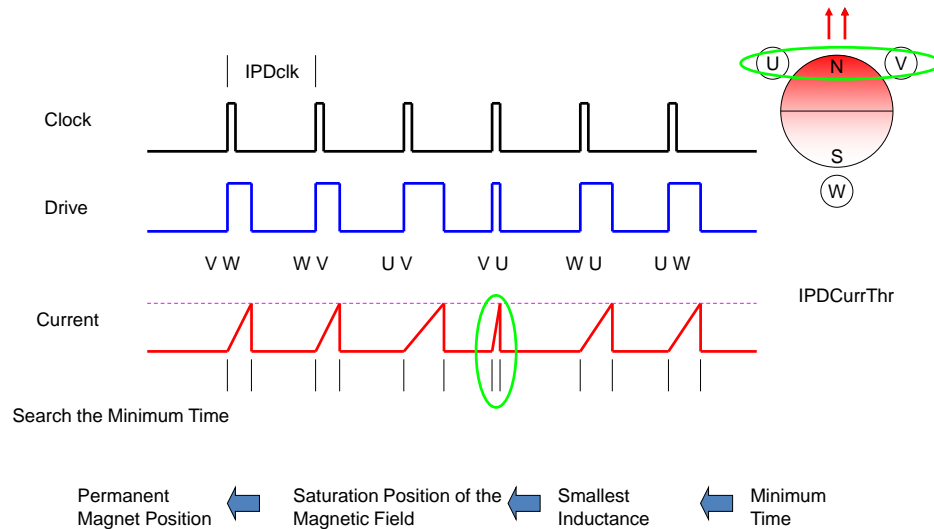 IPDclk
U
N
V
Clock
S
W
Drive
V W
W V
U V
V U
W U
U W
IPDCurrThr
Current
Search the Minimum Time
Permanent
Magnet Position
Saturation Position of the
Magnetic Field
Smallest
Inductance
Minimum
Time